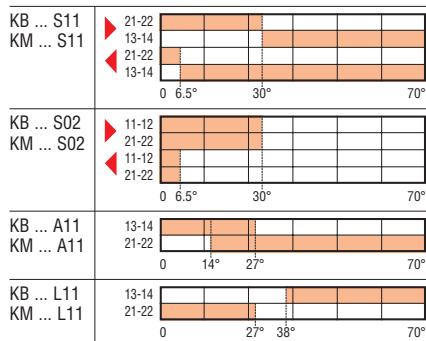 KB ... S11
KM ... S11
21-22
13-14
21-22
13-14
0 6.5° 30° 70°
KB ... S02
KM ... S02
11-12
21-22
11-12
21-22
0 6.5° 30° 70°
KB ... A11
KM ... A11
13-14
21-22
0 14° 27° 70°
KB ... L11
KM ... L11
13-14
21-22
0 27° 38° 70°